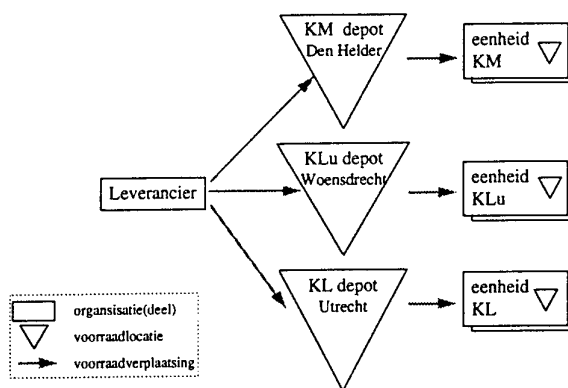 KM depot
Den Helder
eenheid
KM
KLu depot
Woensdrecht
eenheid
KLu
Leverancier
KL depot
Utrecht
eenheid
KL
organsisatie(deel)
voorraadlocatie
voorraadverplaatsing